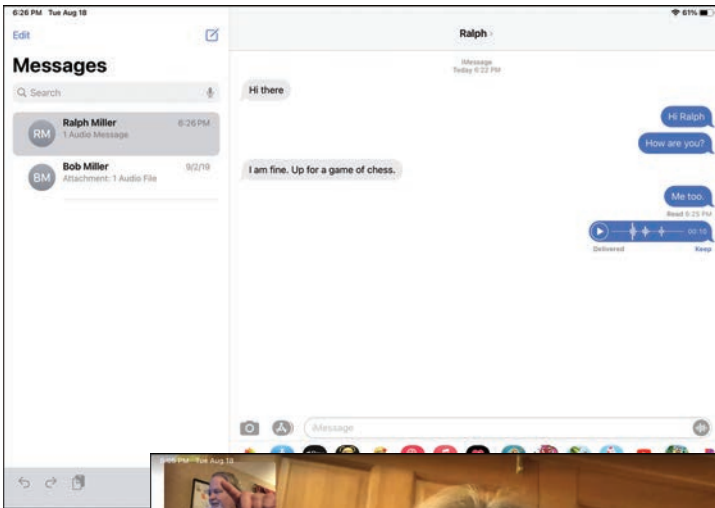 6:26 PM Tue Aug 18
61%
Edit
Messages
Search
RM
Ralph Miller
6:26 PM
1 Audio Message
BM
Bob Miller
9/2/19
Attachment: 1 Audio File
Ralph
iMessage
Today 6:22 PM
Hi there
Hi Ralph
How are you?
I am fine. Up for a game of chess.
Me too.
Read 6:25 PM
00:10
Delivered
Keep
iMessage
PM Tue Aug 18